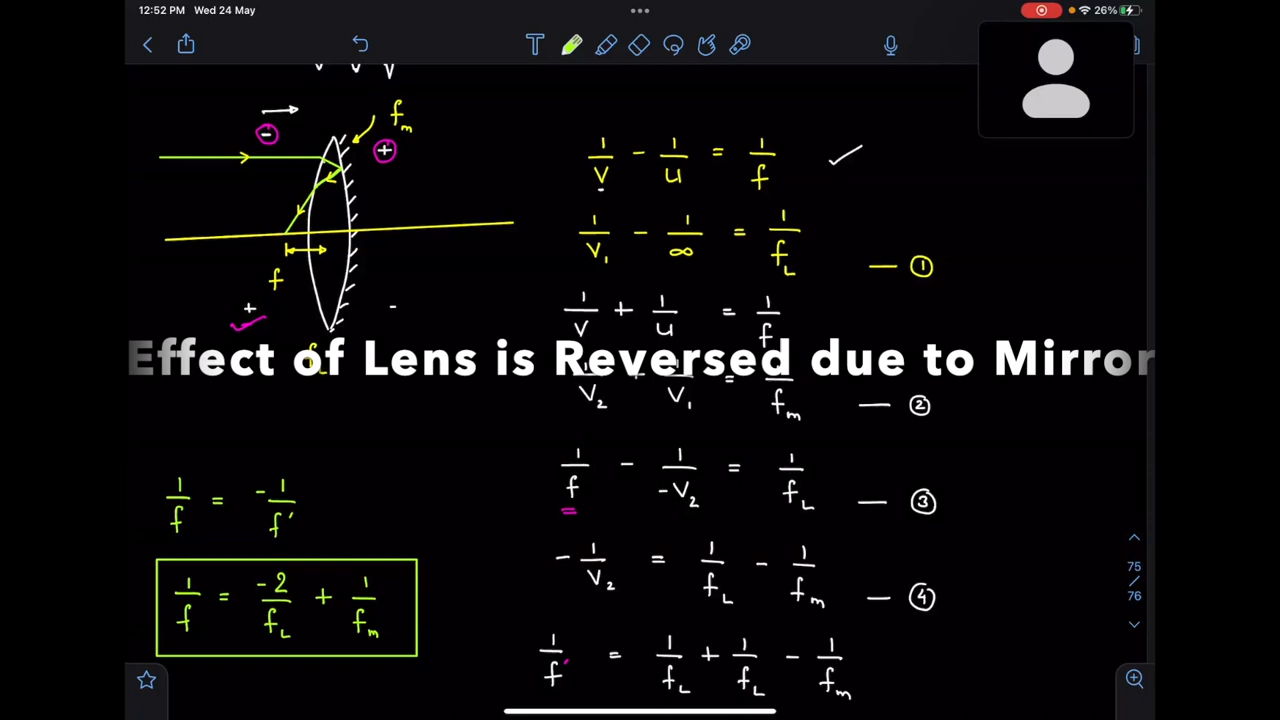 12:52 PM Wed 24 May
26%
T
f_m
-
+
1/v - 1/u = 1/f
1/v₁ - 1/∞ = 1/f_L — ①
f
+
-
1/v + 1/u = 1/f
Effect of Lens is Reversed due to Mirror
v₂ v₁ = f_m — ②
1/f - 1/-v₂ = 1/f_L — ③
1/f = -1/f'
-1/v₂ = 1/f_L - 1/f_m — ④
1/f = -2/f_L + 1/f_m
1/f' = 1/f_L + 1/f_L - 1/f_m
75
/
76